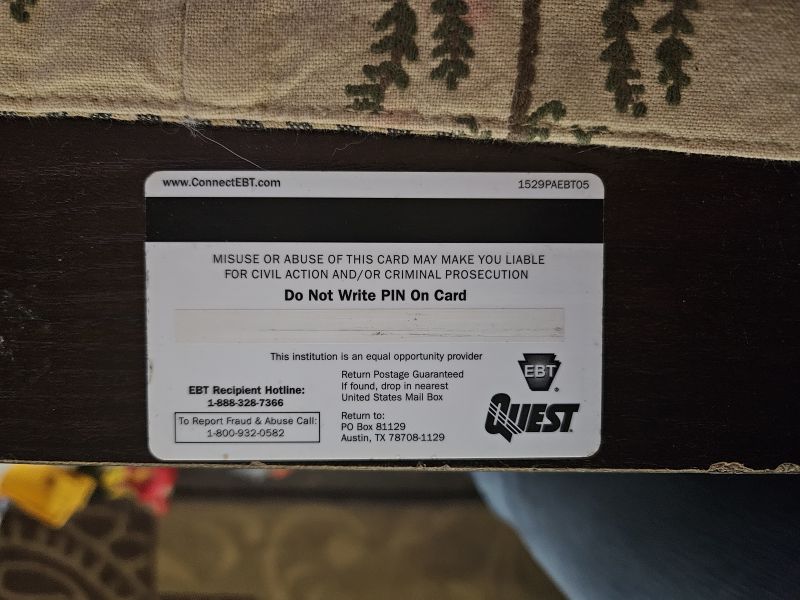 www.ConnectEBT.com 1529PAEBT05
MISUSE OR ABUSE OF THIS CARD MAY MAKE YOU LIABLE
FOR CIVIL ACTION AND/OR CRIMINAL PROSECUTION
Do Not Write PIN On Card
This institution is an equal opportunity provider
EBT Recipient Hotline:
1-888-328-7366
To Report Fraud & Abuse Call:
1-800-932-0582
Return Postage Guaranteed
If found, drop in nearest
United States Mail Box
Return to:
PO Box 81129
Austin, TX 78708-1129
EBT®
QUEST